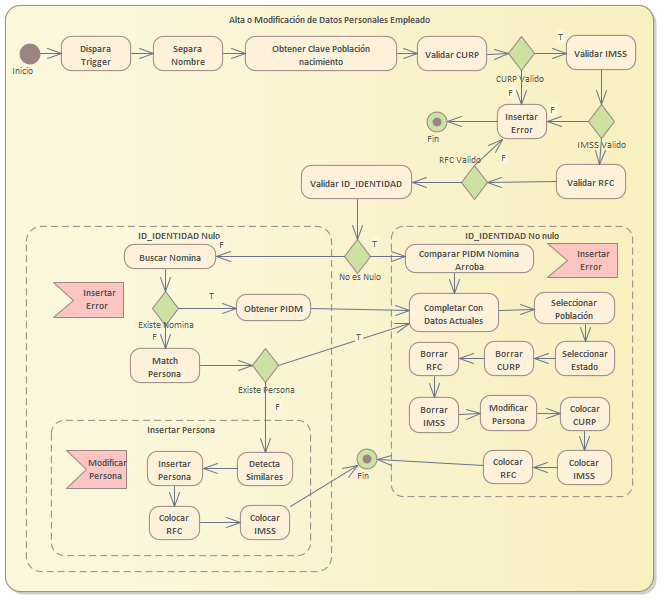 Alta o Modificación de Datos Personales Empleado
Inicio
Dispara
Trigger
Separa
Nombre
Obtener Clave Población
nacimiento
Validar CURP
T
Validar IMSS
CURP Valido
F
Fin
Insertar
Error
F
IMSS Valido
RFC Valido
F
Validar ID_IDENTIDAD
Validar RFC
ID_IDENTIDAD Nulo
F
T
No es Nulo
ID_IDENTIDAD No nulo
Buscar Nomina
Insertar
Error
T
Existe Nomina
F
Obtener PIDM
Match
Persona
T
Existe Persona
F
Comparar PIDM Nomina
Arroba
Insertar
Error
Completar Con
Datos Actuales
Seleccionar
Población
Borrar
RFC
Borrar
CURP
Seleccionar
Estado
Borrar
IMSS
Modificar
Persona
Colocar
CURP
Colocar
RFC
Colocar
IMSS
Insertar Persona
Modificar
Persona
Insertar
Persona
Detecta
Similares
Colocar
RFC
Colocar
IMSS
Fin